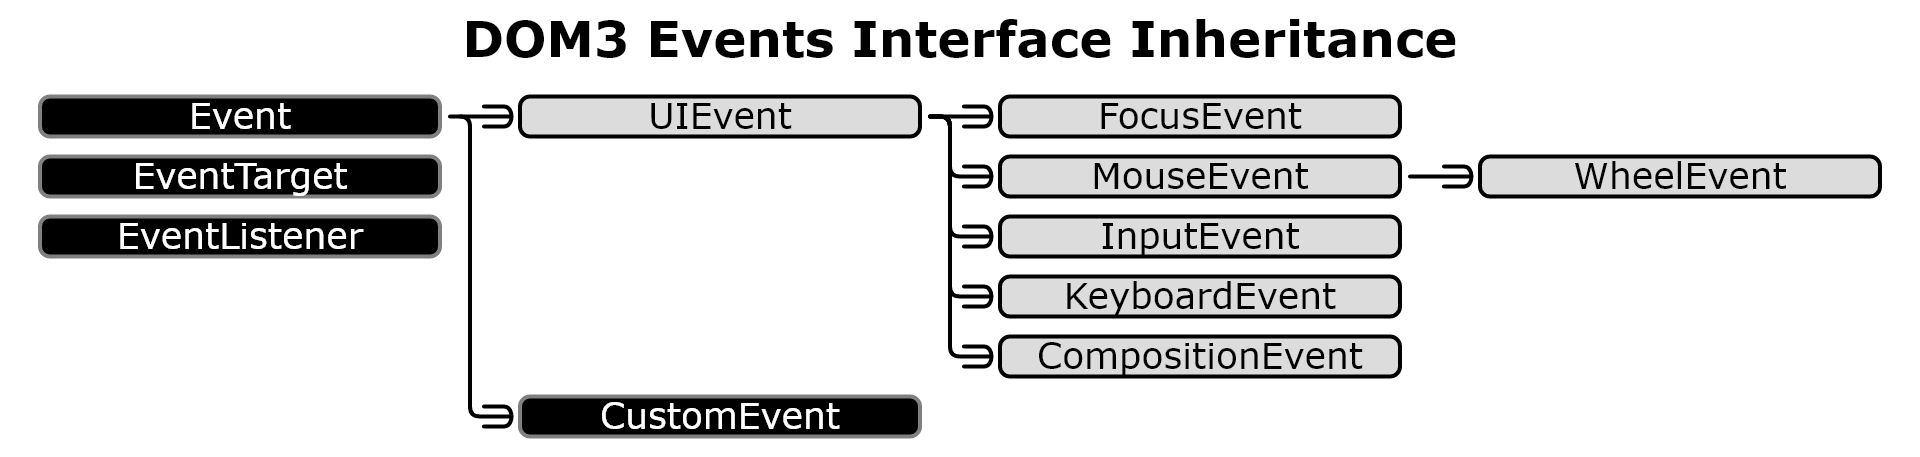 DOM3 Events Interface Inheritance
Event
UIEvent
FocusEvent
EventTarget
MouseEvent
WheelEvent
EventListener
InputEvent
KeyboardEvent
CompositionEvent
CustomEvent